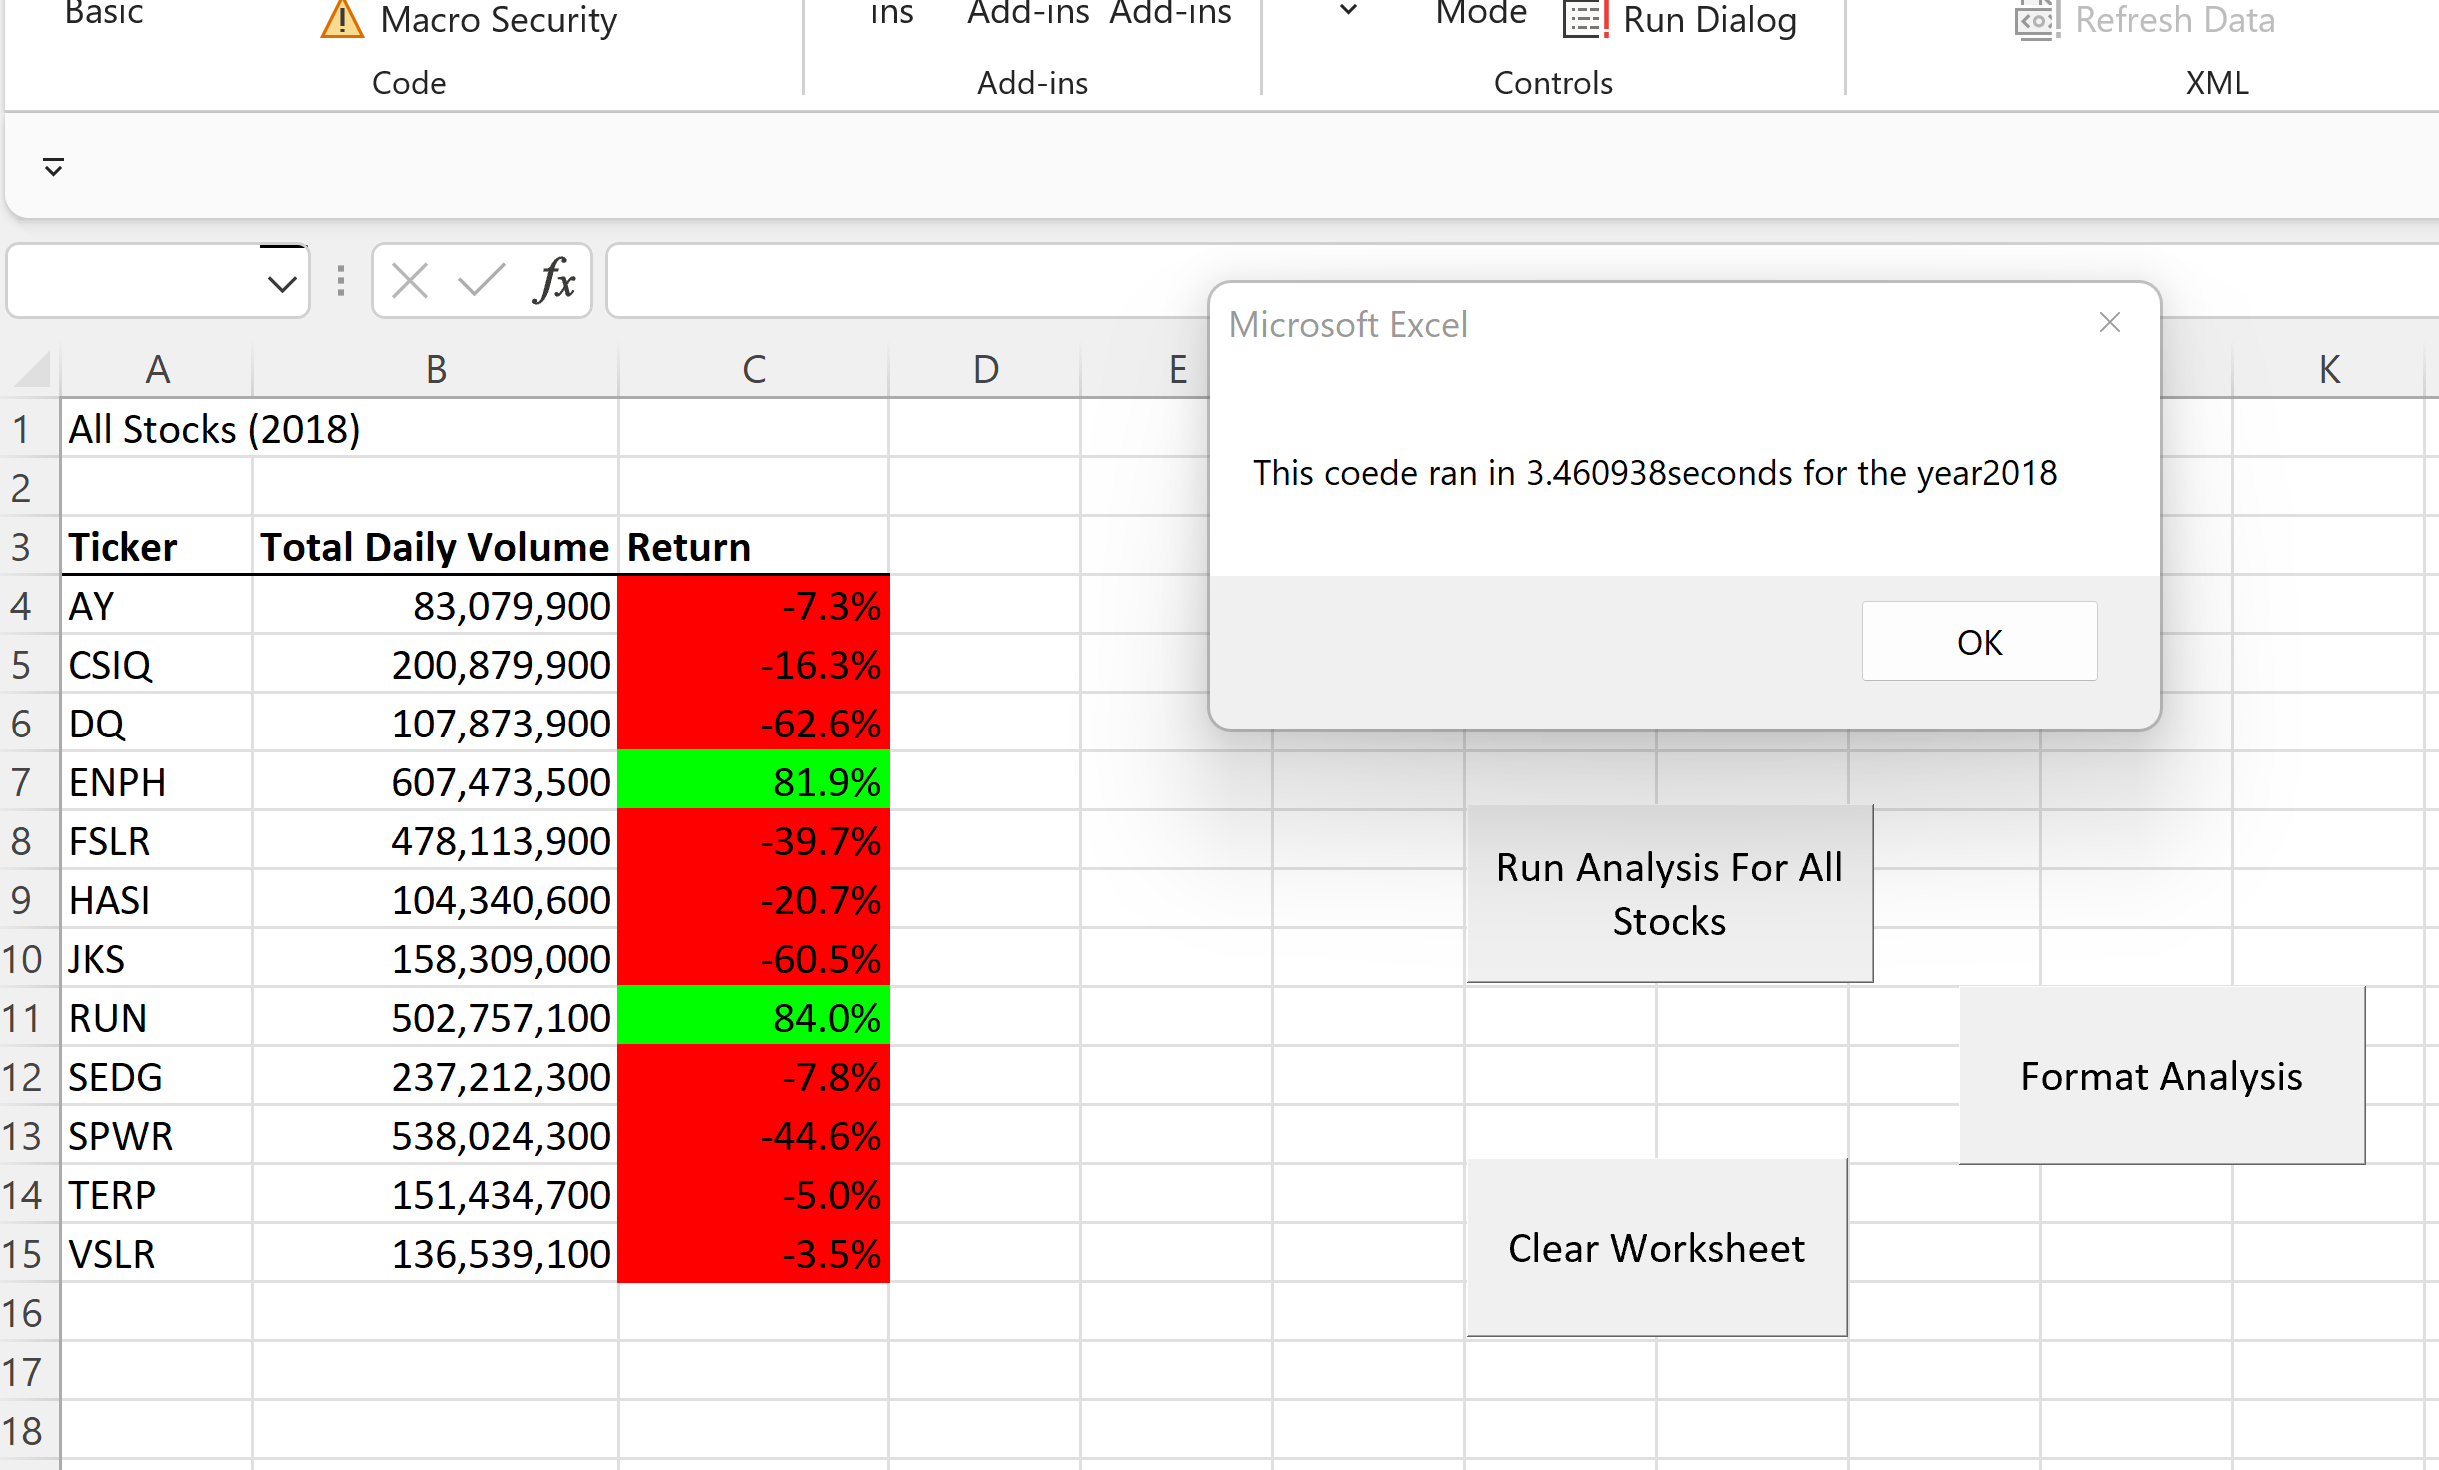 Basic
Macro Security
ins
Add-ins
Add-ins
Mode
Run Dialog
Refresh Data
Code
Add-ins
Controls
XML
fx
Microsoft Excel
This coede ran in 3.460938seconds for the year2018
OK
A B C D E K
1 All Stocks (2018)
2
3 Ticker Total Daily Volume Return
4 AY 83,079,900 -7.3%
5 CSIQ 200,879,900 -16.3%
6 DQ 107,873,900 -62.6%
7 ENPH 607,473,500 81.9%
8 FSLR 478,113,900 -39.7%
9 HASI 104,340,600 -20.7%
10 JKS 158,309,000 -60.5%
11 RUN 502,757,100 84.0%
12 SEDG 237,212,300 -7.8%
13 SPWR 538,024,300 -44.6%
14 TERP 151,434,700 -5.0%
15 VSLR 136,539,100 -3.5%
16
17
18
Run Analysis For All
Stocks
Format Analysis
Clear Worksheet